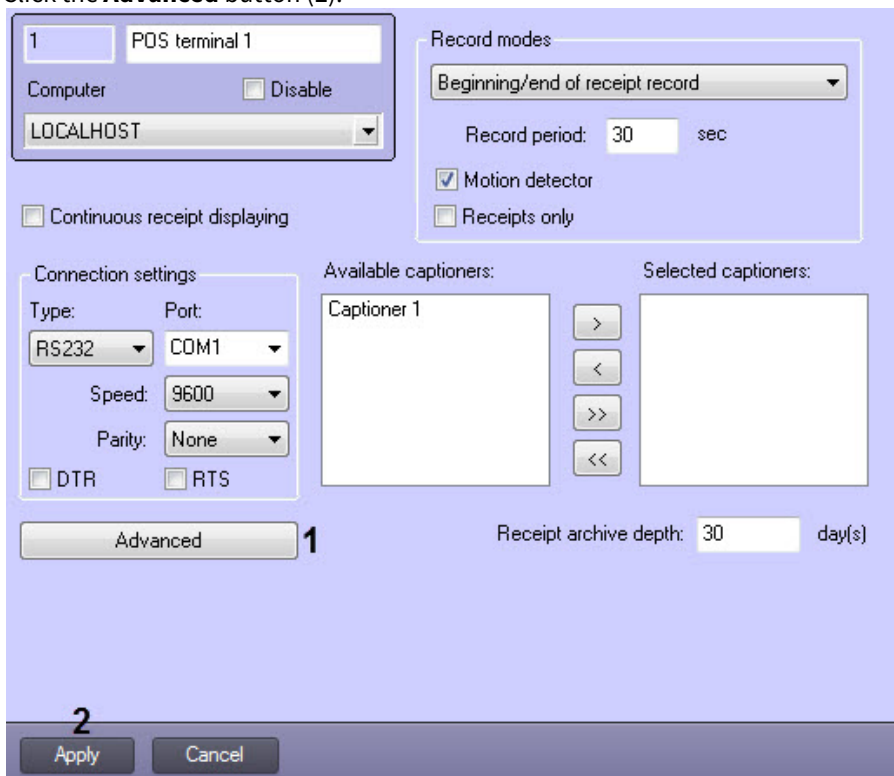 Click the Advanced button (1).
1 POS terminal 1
Computer Disable
LOCALHOST
Continuous receipt displaying
Record modes
Beginning/end of receipt record
Record period: 30 sec
Motion detector
Receipts only
Connection settings
Type: Port:
RS232 COM1
Speed: 9600
Parity: None
DTR RTS
Available captioners:
Captioner 1
>
<
>>
<<
Selected captioners:
Advanced 1
Receipt archive depth: 30 day(s)
2
Apply Cancel